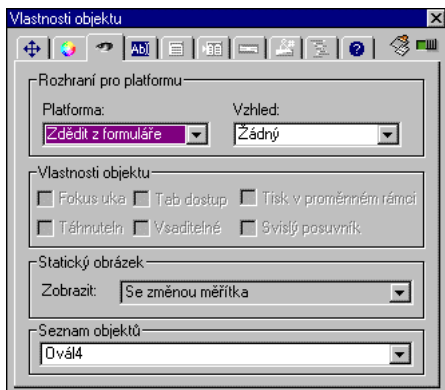 Vlastnosti objektu
Rozhraní pro platformu
Platforma: Vzhled:
Zdědit z formuláře Žádný
Vlastnosti objektu
Fokus uka Tab dostup Tisk v proměnném rámci
Táhnuteln Vsaditelné Svislý posuvník
Statický obrázek
Zobrazit: Se změnou měřítka
Seznam objektů
Ovál4